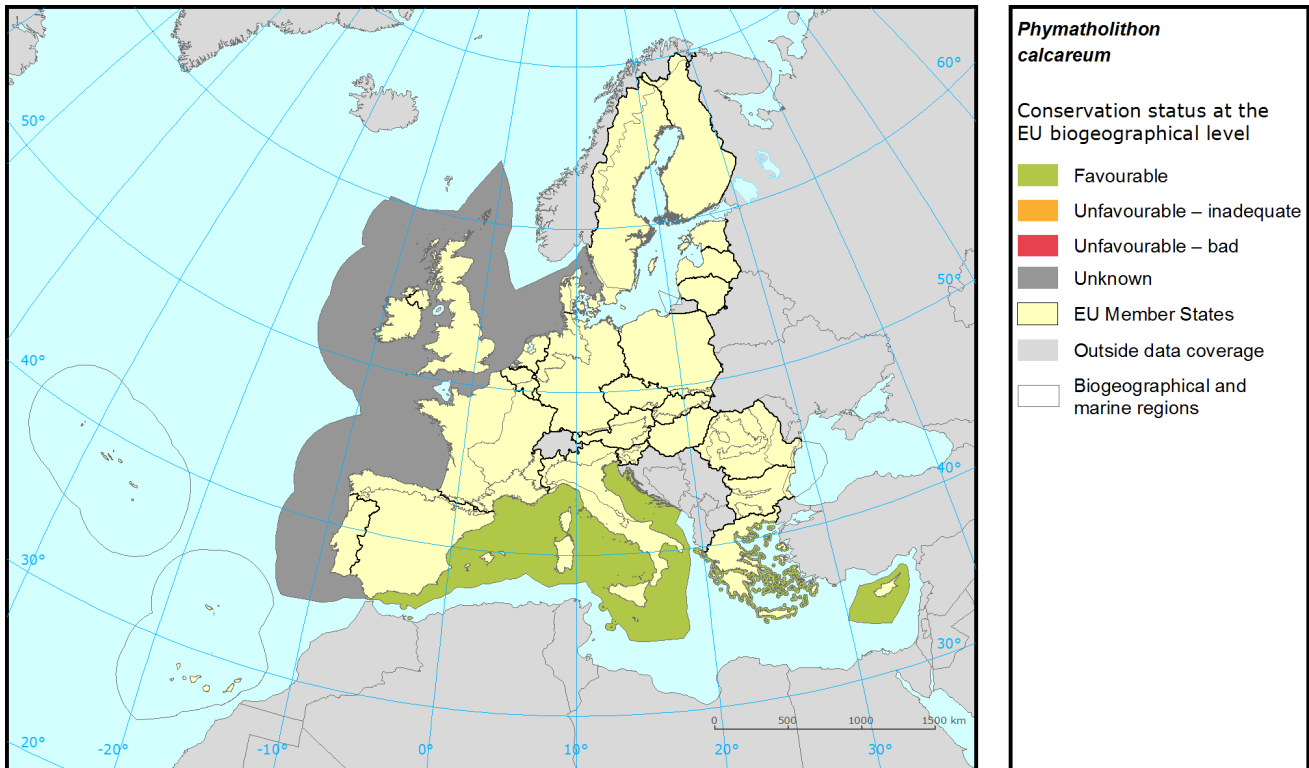 Phymatholithon
calcareum
Conservation status at the
EU biogeographical level
Favourable
Unfavourable – inadequate
Unfavourable – bad
Unknown
EU Member States
Outside data coverage
Biogeographical and
marine regions
60°
50°
50°
40°
40°
30°
30°
0 500 1000 1500 km
20° -20° -10° 0° 10° 20° 30°